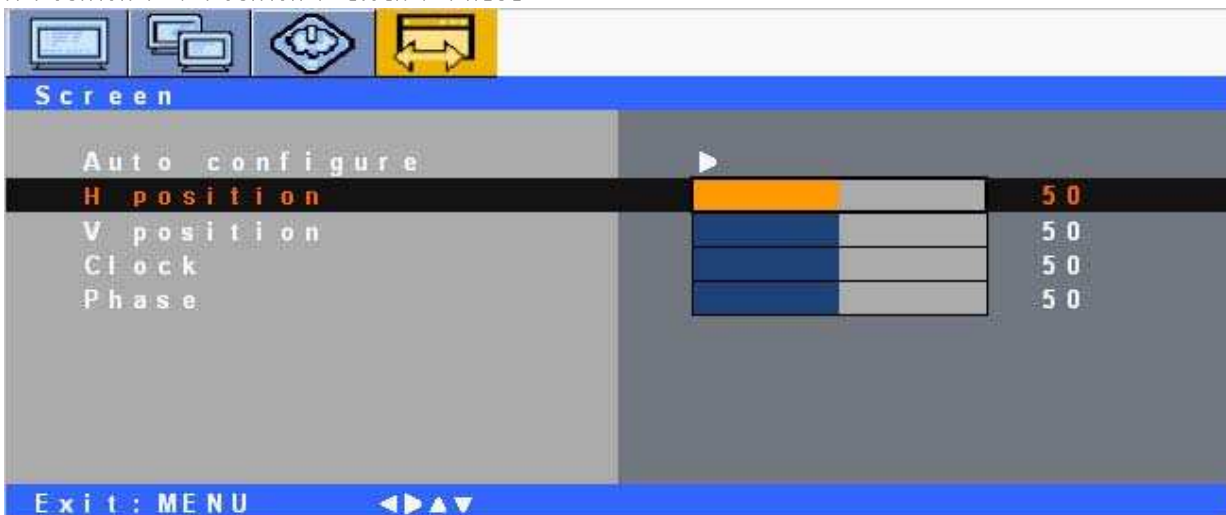 Screen
Auto configure
H position 50
V position 50
Clock 50
Phase 50
Exit: MENU